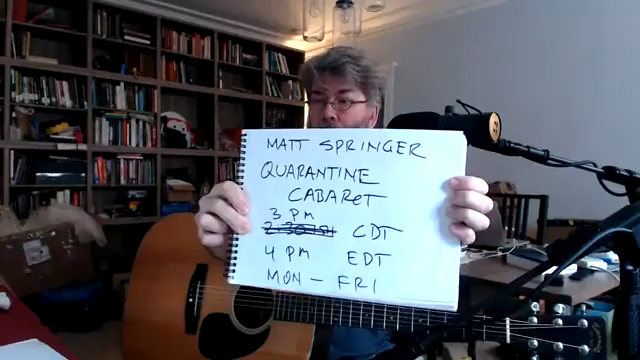 MATT SPRINGER
QUARANTINE
CABARET
3 PM
CDT
4 PM EDT
MON - FRI